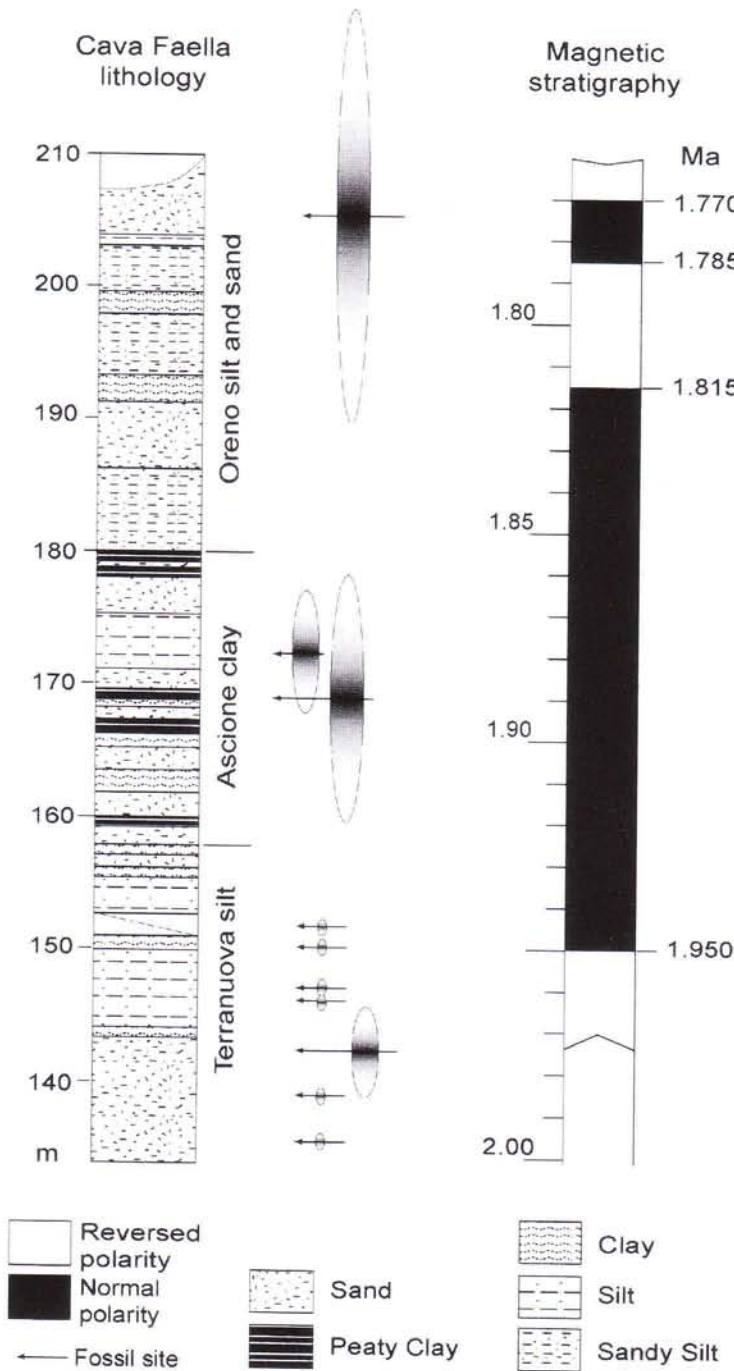 Cava Faella
lithology
Magnetic
stratigraphy
Ma
210
200
190
180
170
160
150
140
m
Oreno silt and sand
Ascione clay
Terranuova silt
1.770
1.785
1.80
1.815
1.85
1.90
1.950
2.00
Reversed
polarity
Normal
polarity
Fossil site
Sand
Peaty Clay
Clay
Silt
Sandy Silt